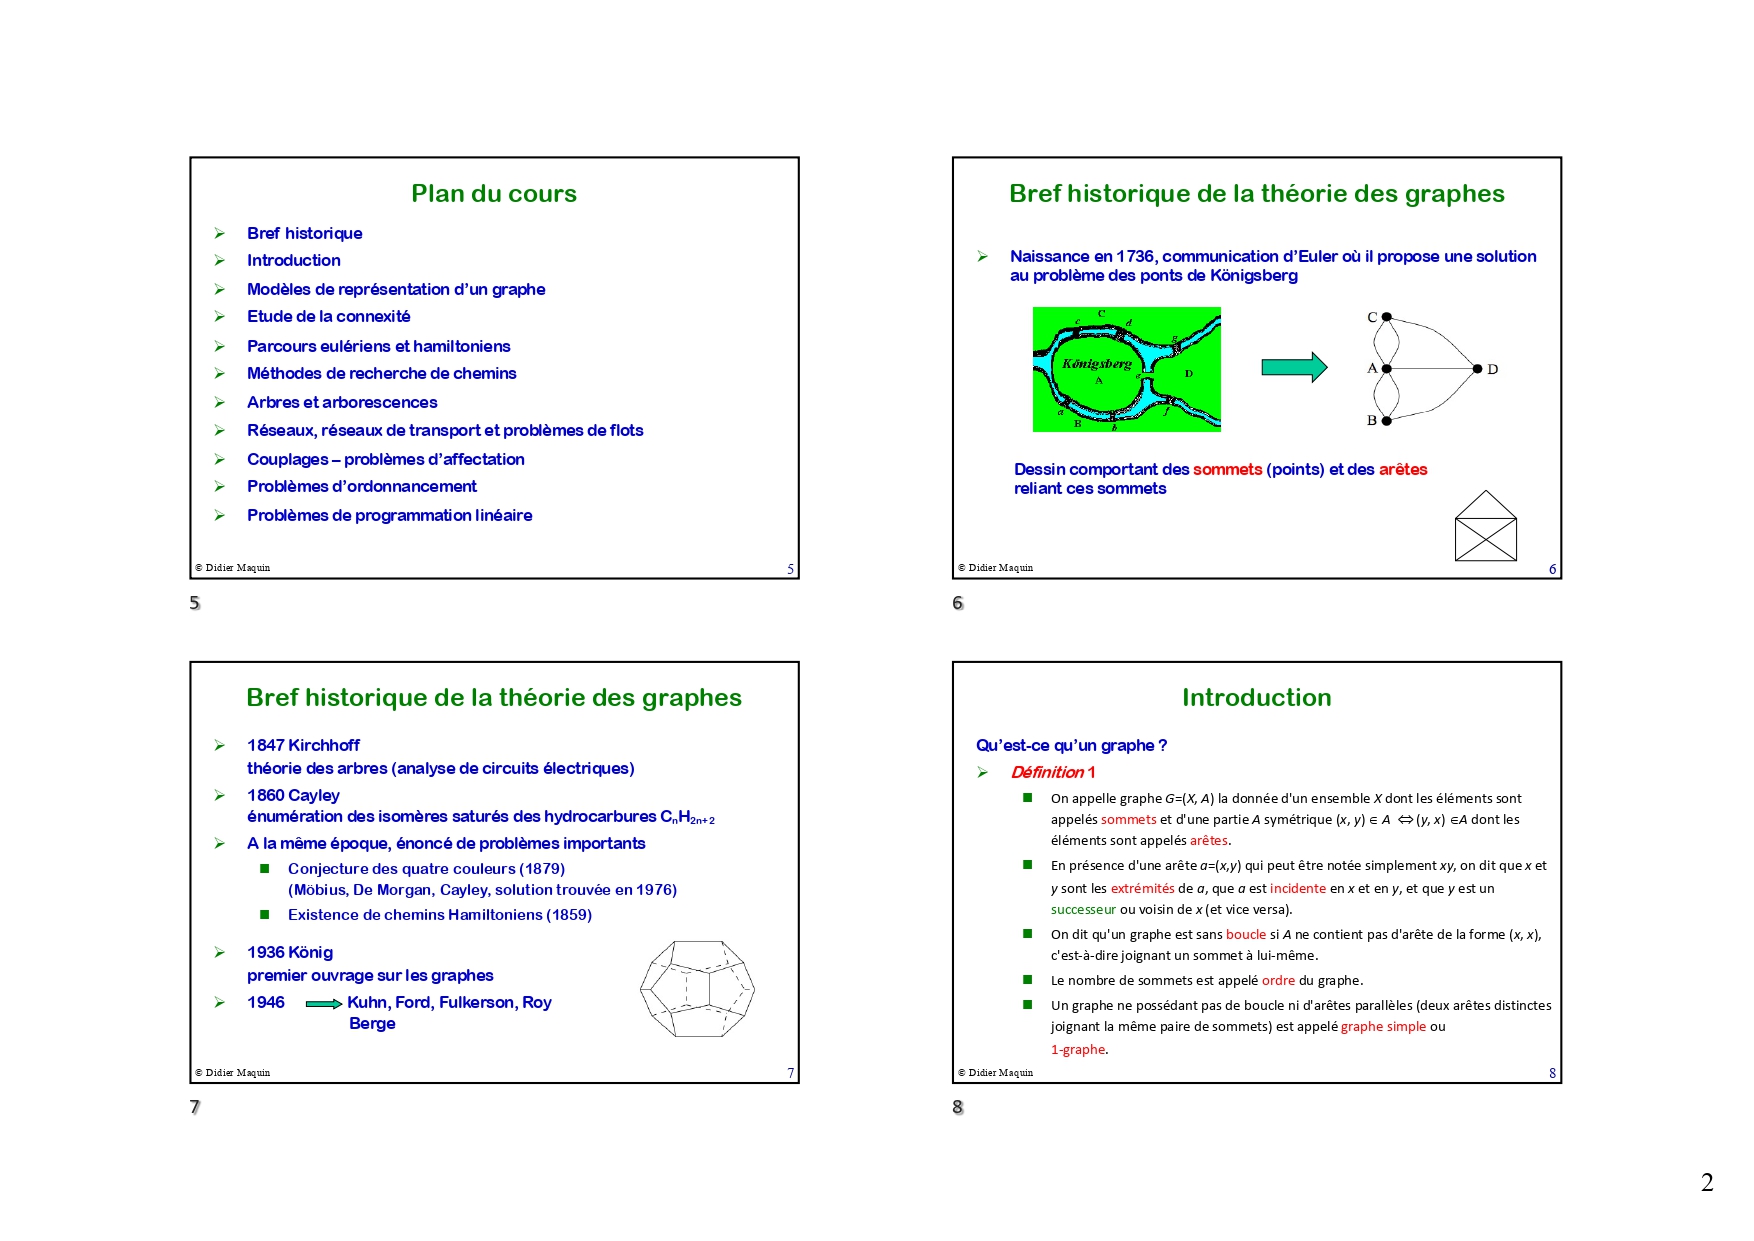 Plan du cours
Bref historique
Introduction
Modèles de représentation d’un graphe
Etude de la connexité
Parcours eulériens et hamiltoniens
Méthodes de recherche de chemins
Arbres et arborescences
Réseaux, réseaux de transport et problèmes de flots
Couplages – problèmes d’affectation
Problèmes d’ordonnancement
Problèmes de programmation linéaire
© Didier Maquin
5
5
Bref historique de la théorie des graphes
Naissance en 1736, communication d’Euler où il propose une solution
au problème des ponts de Königsberg
C
c
d
g
Königsberg
A
e
D
a
B
b
f
C
A
D
B
Dessin comportant des sommets (points) et des arêtes
reliant ces sommets
© Didier Maquin
6
6
Bref historique de la théorie des graphes
1847 Kirchhoff
théorie des arbres (analyse de circuits électriques)
1860 Cayley
énumération des isomères saturés des hydrocarbures CnH2n+2
A la même époque, énoncé de problèmes importants
Conjecture des quatre couleurs (1879)
(Möbius, De Morgan, Cayley, solution trouvée en 1976)
Existence de chemins Hamiltoniens (1859)
1936 König
premier ouvrage sur les graphes
1946 Kuhn, Ford, Fulkerson, Roy
Berge
© Didier Maquin
7
7
Introduction
Qu’est-ce qu’un graphe ?
Définition 1
On appelle graphe G=(X, A) la donnée d'un ensemble X dont les éléments sont
appelés sommets et d'une partie A symétrique (x, y) ∈ A ⇔ (y, x) ∈A dont les
éléments sont appelés arêtes.
En présence d'une arête a=(x,y) qui peut être notée simplement xy, on dit que x et
y sont les extrémités de a, que a est incidente en x et en y, et que y est un
successeur ou voisin de x (et vice versa).
On dit qu'un graphe est sans boucle si A ne contient pas d'arête de la forme (x, x),
c'est-à-dire joignant un sommet à lui-même.
Le nombre de sommets est appelé ordre du graphe.
Un graphe ne possédant pas de boucle ni d'arêtes parallèles (deux arêtes distinctes
joignant la même paire de sommets) est appelé graphe simple ou
1-graphe.
© Didier Maquin
8
8
2